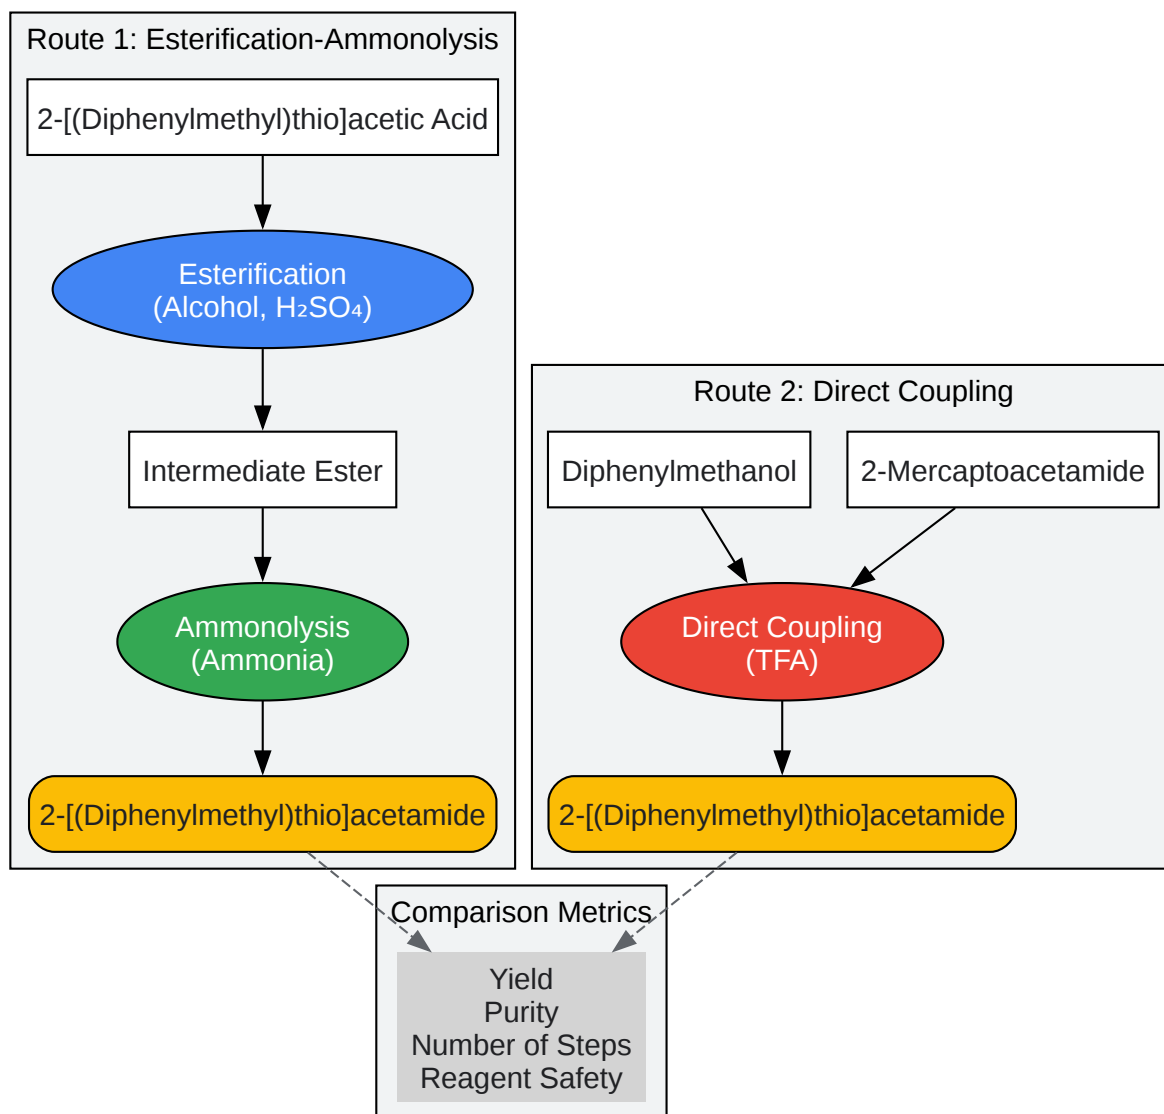 Route 1: Esterification-Ammonolysis
2-[(Diphenylmethyl)thio]acetic Acid
Esterification
(Alcohol, H₂SO₄)
Intermediate Ester
Ammonolysis
(Ammonia)
2-[(Diphenylmethyl)thio]acetamide
Route 2: Direct Coupling
Diphenylmethanol
2-Mercaptoacetamide
Direct Coupling
(TFA)
2-[(Diphenylmethyl)thio]acetamide
Comparison Metrics
Yield
Purity
Number of Steps
Reagent Safety